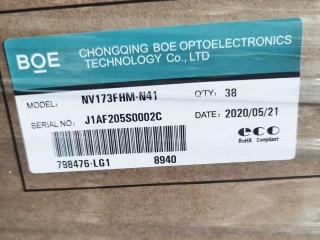 BOE CHONGQING BOE OPTOELECTRONICS
TECHNOLOGY Co., LTD
MODEL: NV173FHM-N41 Q'TY: 38
SERIAL NO: J1AF205S0002C DATE: 2020/05/21
798476-LG1 8940
eco
RoHS Compliant